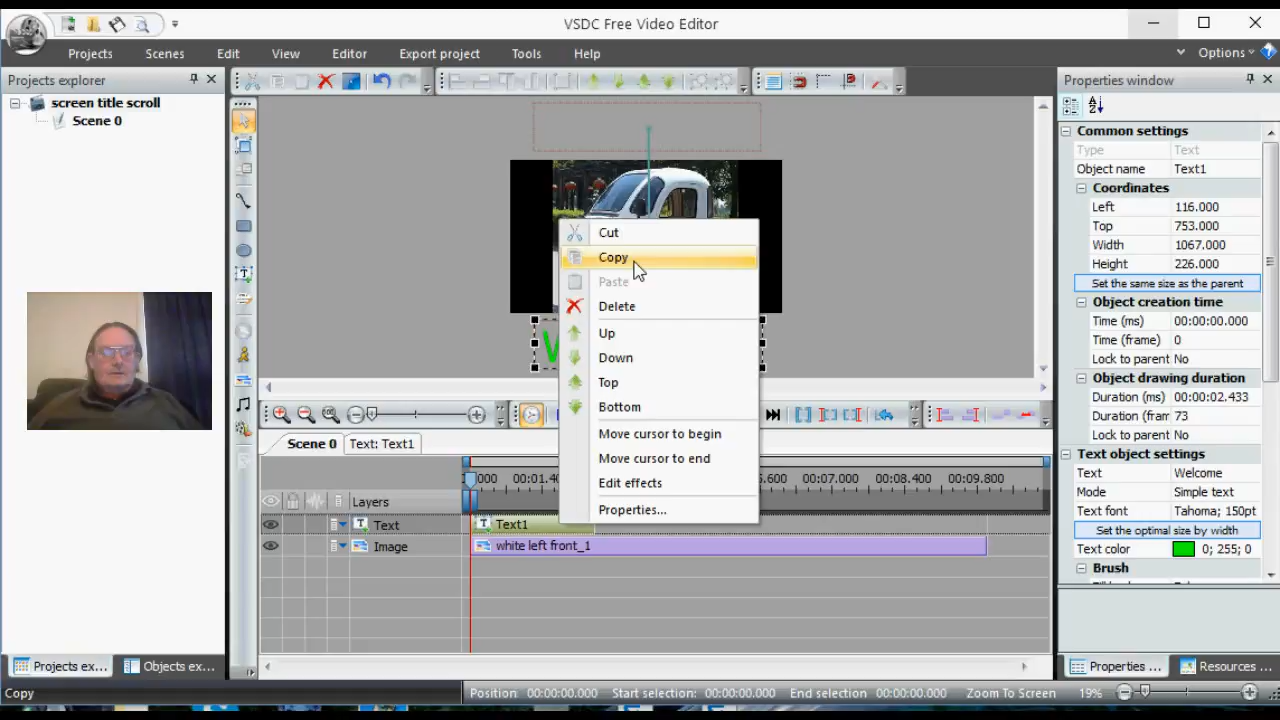 VSDC Free Video Editor
Projects Scenes Edit View Editor Export project Tools Help Options
Projects explorer
Properties window
screen title scroll
Scene 0
Common settings
Type Text
Object name Text1
Coordinates
Left 116.000
Top 753.000
Width 1067.000
Height 226.000
Set the same size as the parent
Object creation time
Time (ms) 00:00:00.000
Time (frame) 0
Lock to parent No
Object drawing duration
Duration (ms) 00:00:02.433
Duration (fram 73
Lock to parent No
Text object settings
Text Welcome
Mode Simple text
Text font Tahoma; 150pt
Set the optimal size by width
Text color 0; 255; 0
Brush
Cut
Copy
Paste
Delete
Up
Down
Top
Bottom
Move cursor to begin
Move cursor to end
Edit effects
Properties...
Scene 0 Text: Text1
.000 00:01.40 5.600 00:07.000 00:08.400 00:09.800
Layers
Text Text1
Image white left front_1
Projects ex... Objects ex... Properties ... Resources ...
Copy Position 00:00:00.000 Start selection: 00:00:00.000 End selection 00:00:00.000 Zoom To Screen 19%